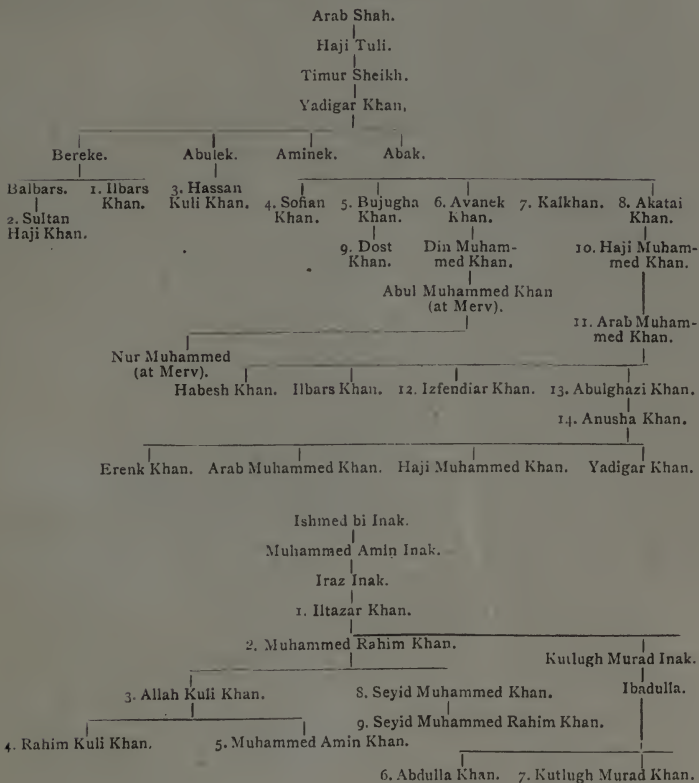 Arab Shah.
Haji Tuli.
Timur Sheikh.
Yadigar Khan,
Bereke. Abulek. Aminek. Abak.
Balbars. 1. Ilbars 3. Hassan 4. Sofian 5. Bujugha 6. Avanek 7. Kalkhan. 8. Akatai
Khan. Kuli Khan. Khan. Khan. Khan. Khan.
2. Sultan
Haji Khan.
9. Dost Din Muham- 10. Haji Muham-
Khan. med Khan. med Khan.
Abul Muhammed Khan
(at Merv).
11. Arab Muham-
med Khan.
Nur Muhammed
(at Merv).
Habesh Khan. Ilbars Khan. 12. Izfendiar Khan. 13. Abulghazi Khan.
14. Anusha Khan.
Erenk Khan. Arab Muhammed Khan. Haji Muhammed Khan. Yadigar Khan.
Ishmed bi Inak.
Muhammed Amin Inak.
Iraz Inak.
1. Iltazar Khan.
2. Muhammed Rahim Khan.
Kutlugh Murad Inak.
3. Allah Kuli Khan. 8. Seyid Muhammed Khan. Ibadulla.
9. Seyid Muhammed Rahim Khan.
4. Rahim Kuli Khan. 5. Muhammed Amin Khan.
6. Abdulla Khan. 7. Kutlugh Murad Khan.